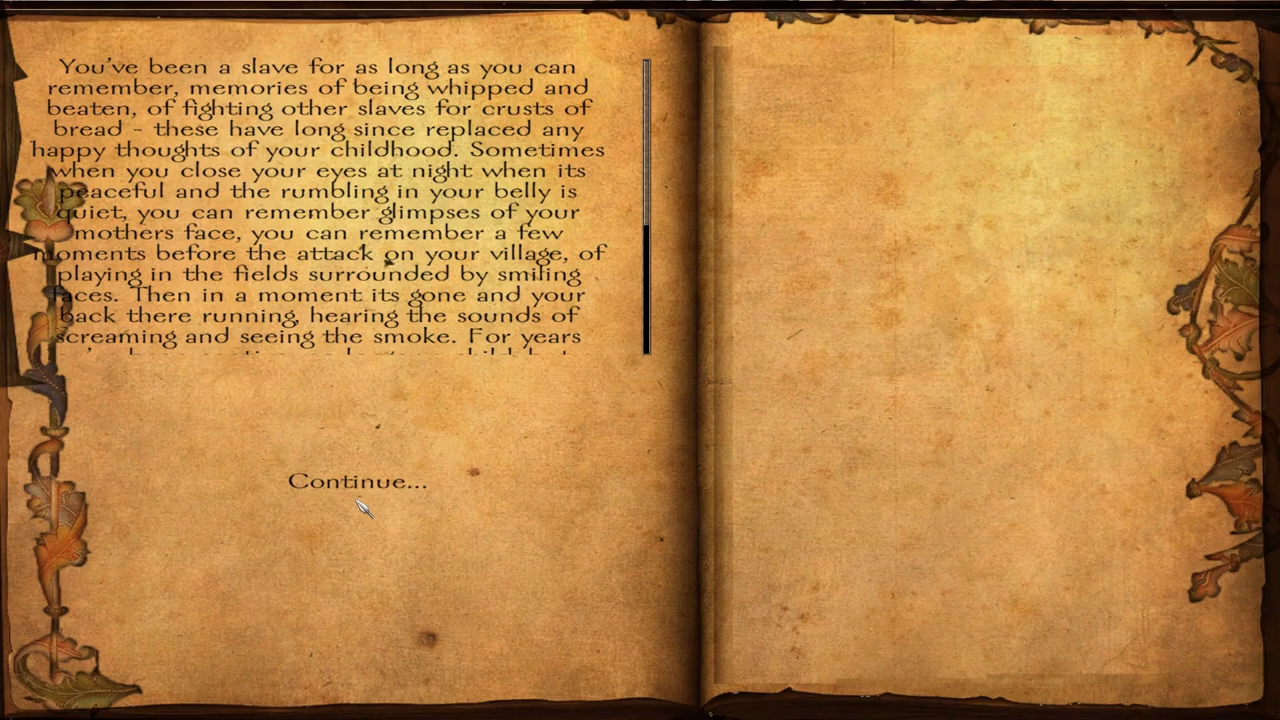 You've been a slave for as long as you can
remember, memories of being whipped and
beaten, of fighting other slaves for crusts of
bread - these have long since replaced any
happy thoughts of your childhood. Sometimes
when you close your eyes at night when its
peaceful and the rumbling in your belly is
quiet, you can remember glimpses of your
mothers face, you can remember a few
moments before the attack on your village, of
playing in the fields surrounded by smiling
faces. Then in a moment its gone and your
back there running, hearing the sounds of
screaming and seeing the smoke. For years
Continue...